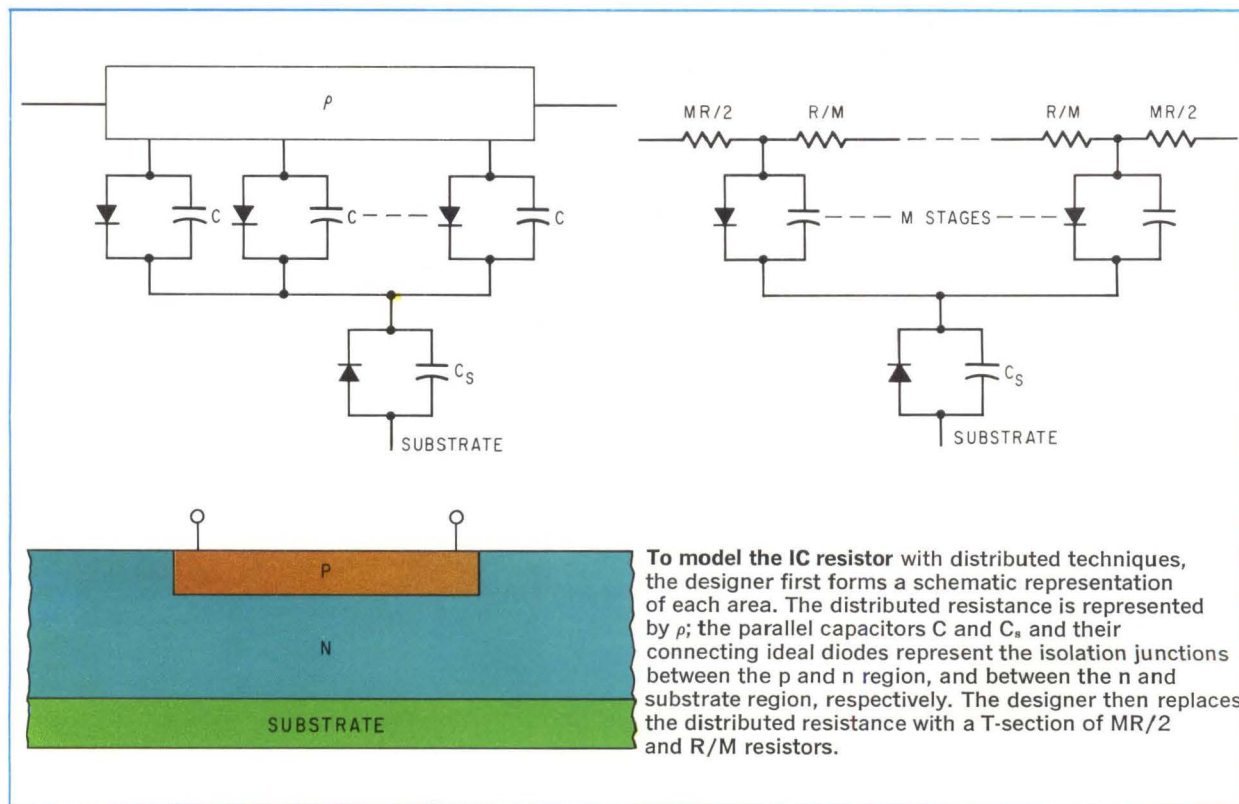 ρ
C
C
C
C_S
SUBSTRATE
MR/2
R/M
R/M
MR/2
M STAGES
C_S
SUBSTRATE
P
N
SUBSTRATE
To model the IC resistor with distributed techniques,
the designer first forms a schematic representation
of each area. The distributed resistance is represented
by ρ; the parallel capacitors C and Cₛ and their
connecting ideal diodes represent the isolation junctions
between the p and n region, and between the n and
substrate region, respectively. The designer then replaces
the distributed resistance with a T-section of MR/2
and R/M resistors.